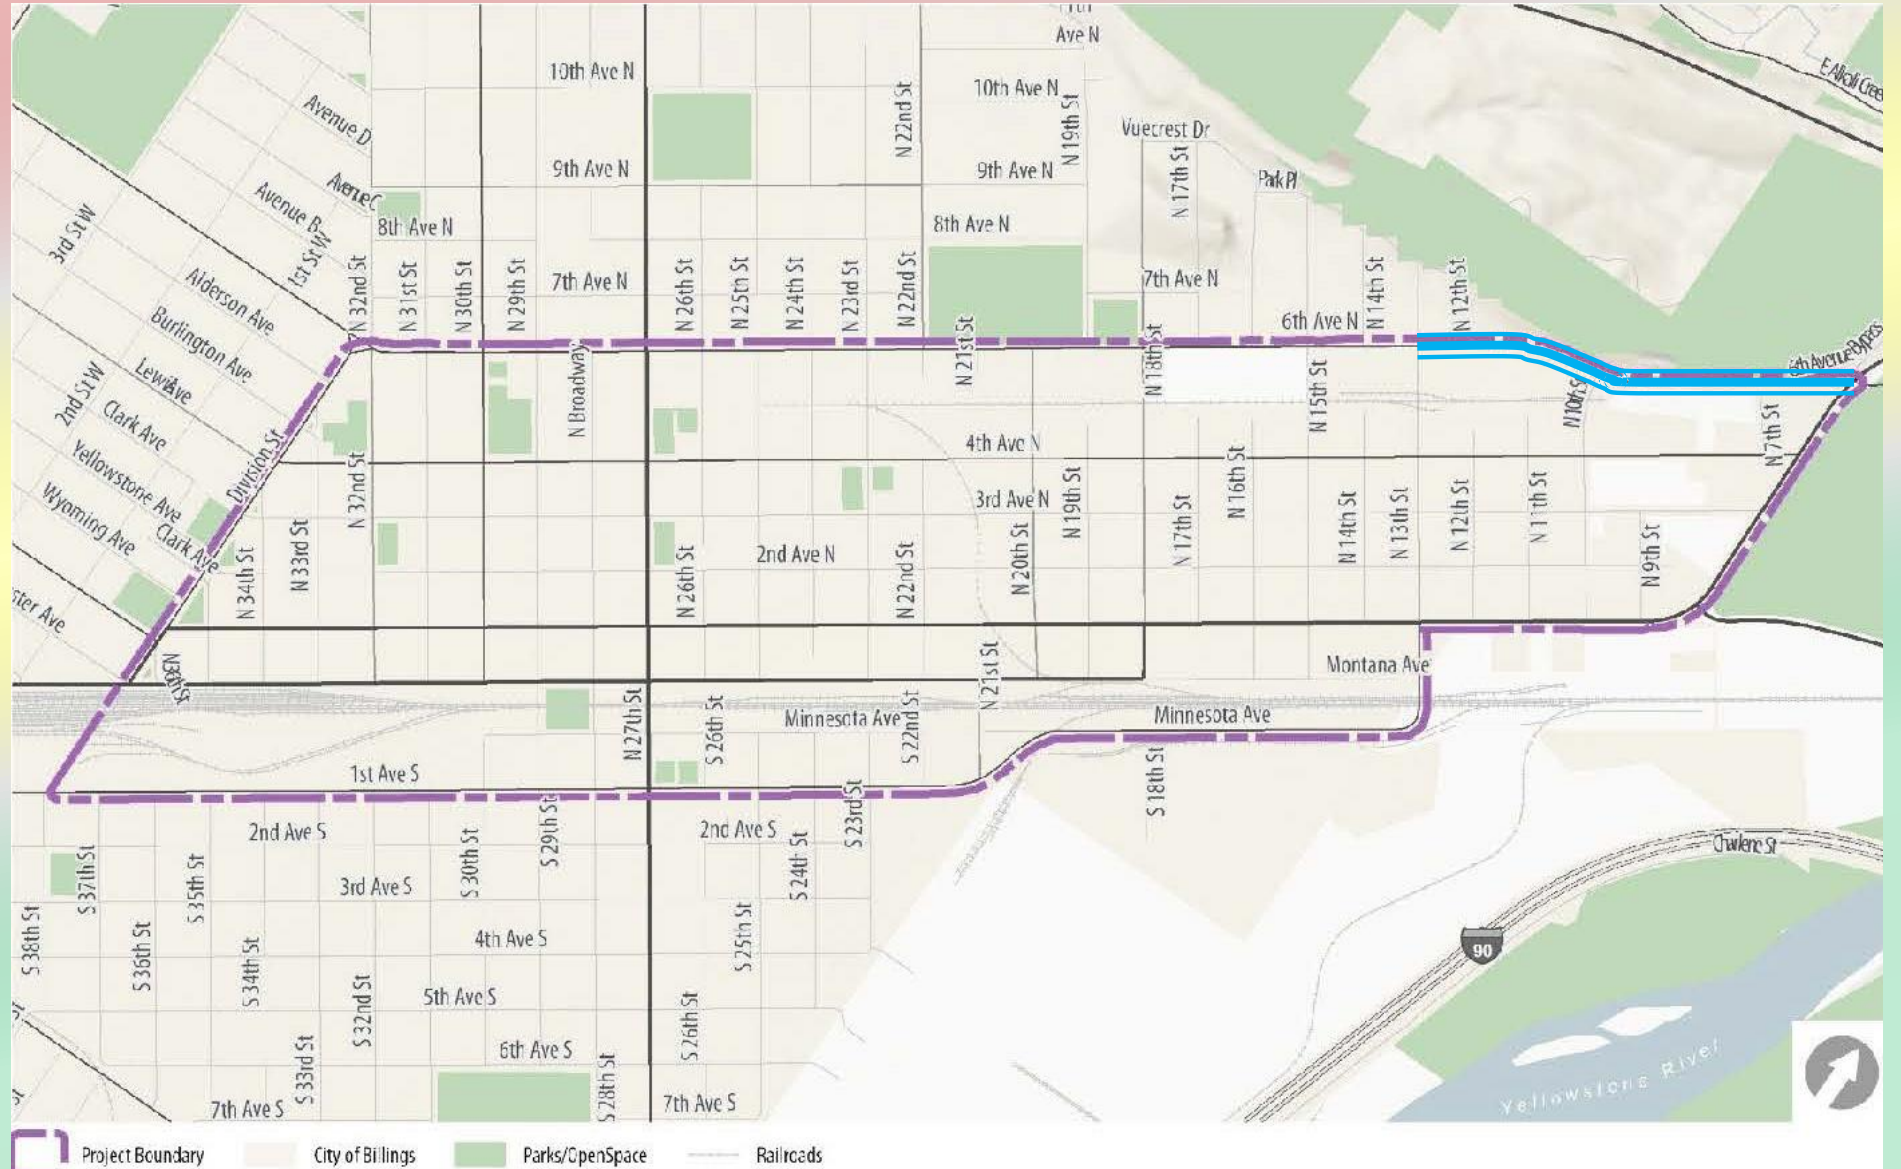 Ave N
E Alkali Cree
10th Ave N
10th Ave N
N 22nd St
N 19th St
Avenue D
Vuecrest Dr
9th Ave N
9th Ave N
N 17th St
Park Pl
Avenue C
Avenue B
8th Ave N
8th Ave N
3rd St W
1st St W
Alderson Ave
N 32nd St
N 31st St
N 30th St
N 29th St
7th Ave N
N 26th St
N 25th St
N 24th St
N 23rd St
N 22nd St
7th Ave N
N 14th St
N 12th St
Burlington Ave
6th Ave N
N 21st St
N 18th St
6th Avenue Bypass
Lewis Ave
2nd St W
N Broadway
N 15th St
N 10th S
N 7th St
Clark Ave
4th Ave N
Division St
Yellowstone Ave
N 32nd St
Wyoming Ave
3rd Ave N
N 19th St
N 16th St
N 17th St
N 14th St
N 13th St
N 12th St
N 11th St
Clark Ave
N 34th St
N 33rd St
2nd Ave N
N 26th St
N 22nd St
N 20th St
N 9th St
ster Ave
N 21st St
Montana Ave
N 27th St
S 26th St
Minnesota Ave
S 22nd St
Minnesota Ave
1st Ave S
S 18th St
2nd Ave S
S 29th St
2nd Ave S
S 23rd St
S 24th St
S 30th St
Charlene St
S 37th St
S 35th St
3rd Ave S
S 38th St
S 36th St
S 34th St
4th Ave S
S 25th St
90
S 32nd St
5th Ave S
S 26th St
S 33rd St
6th Ave S
S 28th St
Yellowstone River
7th Ave S
7th Ave S
Project Boundary
City of Billings
Parks/OpenSpace
Railroads